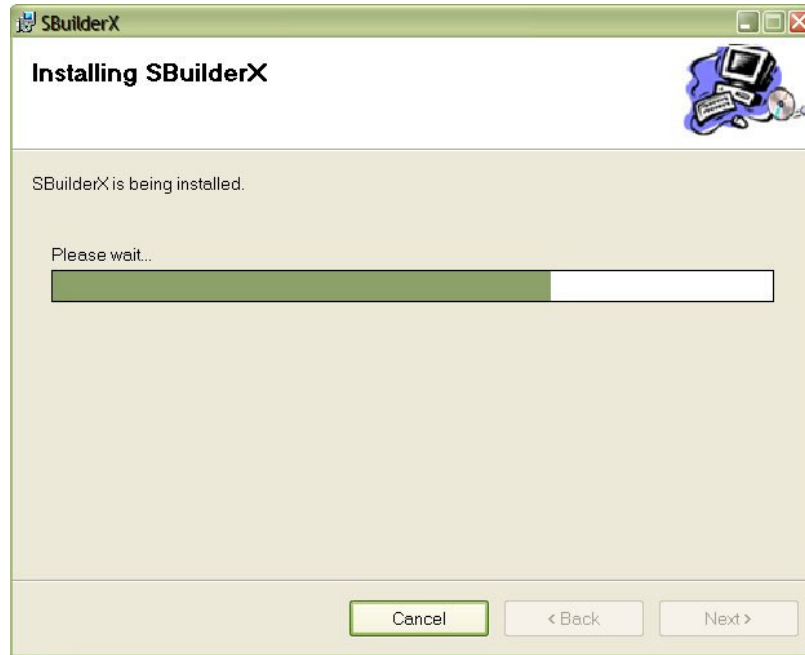 SBuilderX
Installing SBuilderX
SBuilderX is being installed.
Please wait...
Cancel
< Back
Next >